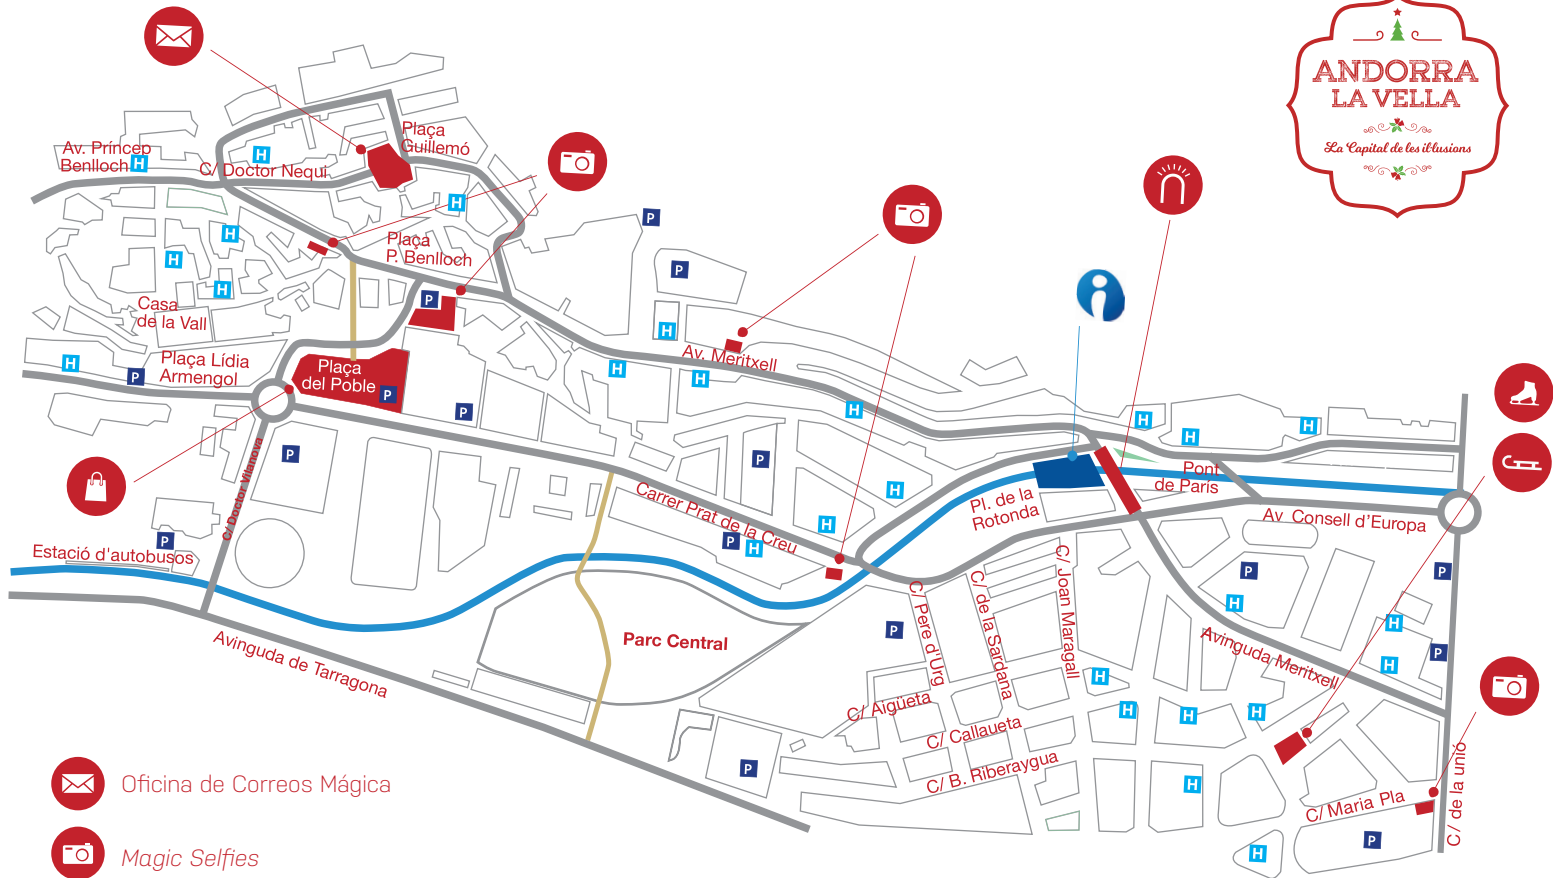 ANDORRA
LA VELLA
La Capital de les il·lusions
Plaça
Guillemó
Av. Príncep
Benlloch
H
H
C/ Doctor Nequi
H
P
H
Plaça
P. Benlloch
H
P
H
P
Casa
de la Vall
H
H
Av. Meritxell
Plaça Lídia
Armengol
H
P
Plaça
del Poble
P
H
H
P
H
H
H
H
P
P
C/ Doctor Vilanova
Pont
de París
H
Carrer Prat de la Creu
Pl. de la
Rotonda
Av Consell d'Europa
H
P
P
H
Estació d'autobusos
P
P
C/ Joan Maragall
C/ de la Sardana
C/ Pere d'Urg
H
H
P
Parc Central
Avinguda de Tarragona
Avinguda Meritxell
P
H
H
C/ Aigüeta
H
H
H
C/ Callaueta
C/ B. Riberaygua
P
H
C/ de la unió
C/ Maria Pla
P
H
Oficina de Correos Mágica
Magic Selfies